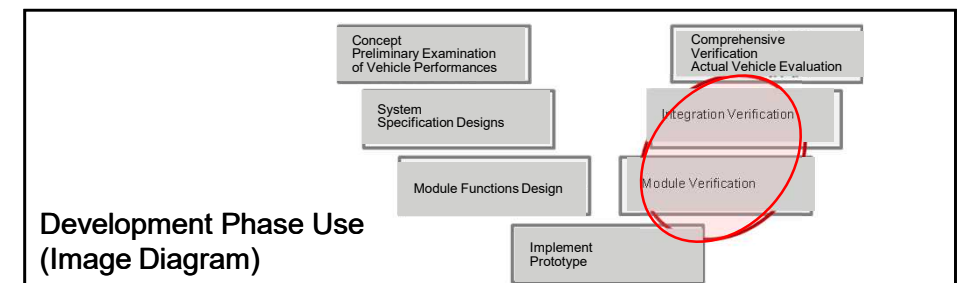 Concept
Preliminary Examination
of Vehicle Performances
Comprehensive
Verification
Actual Vehicle Evaluation
System
Specification Designs
Integration Verification
Module Functions Design
Module Verification
Implement
Prototype
Development Phase Use
(Image Diagram)